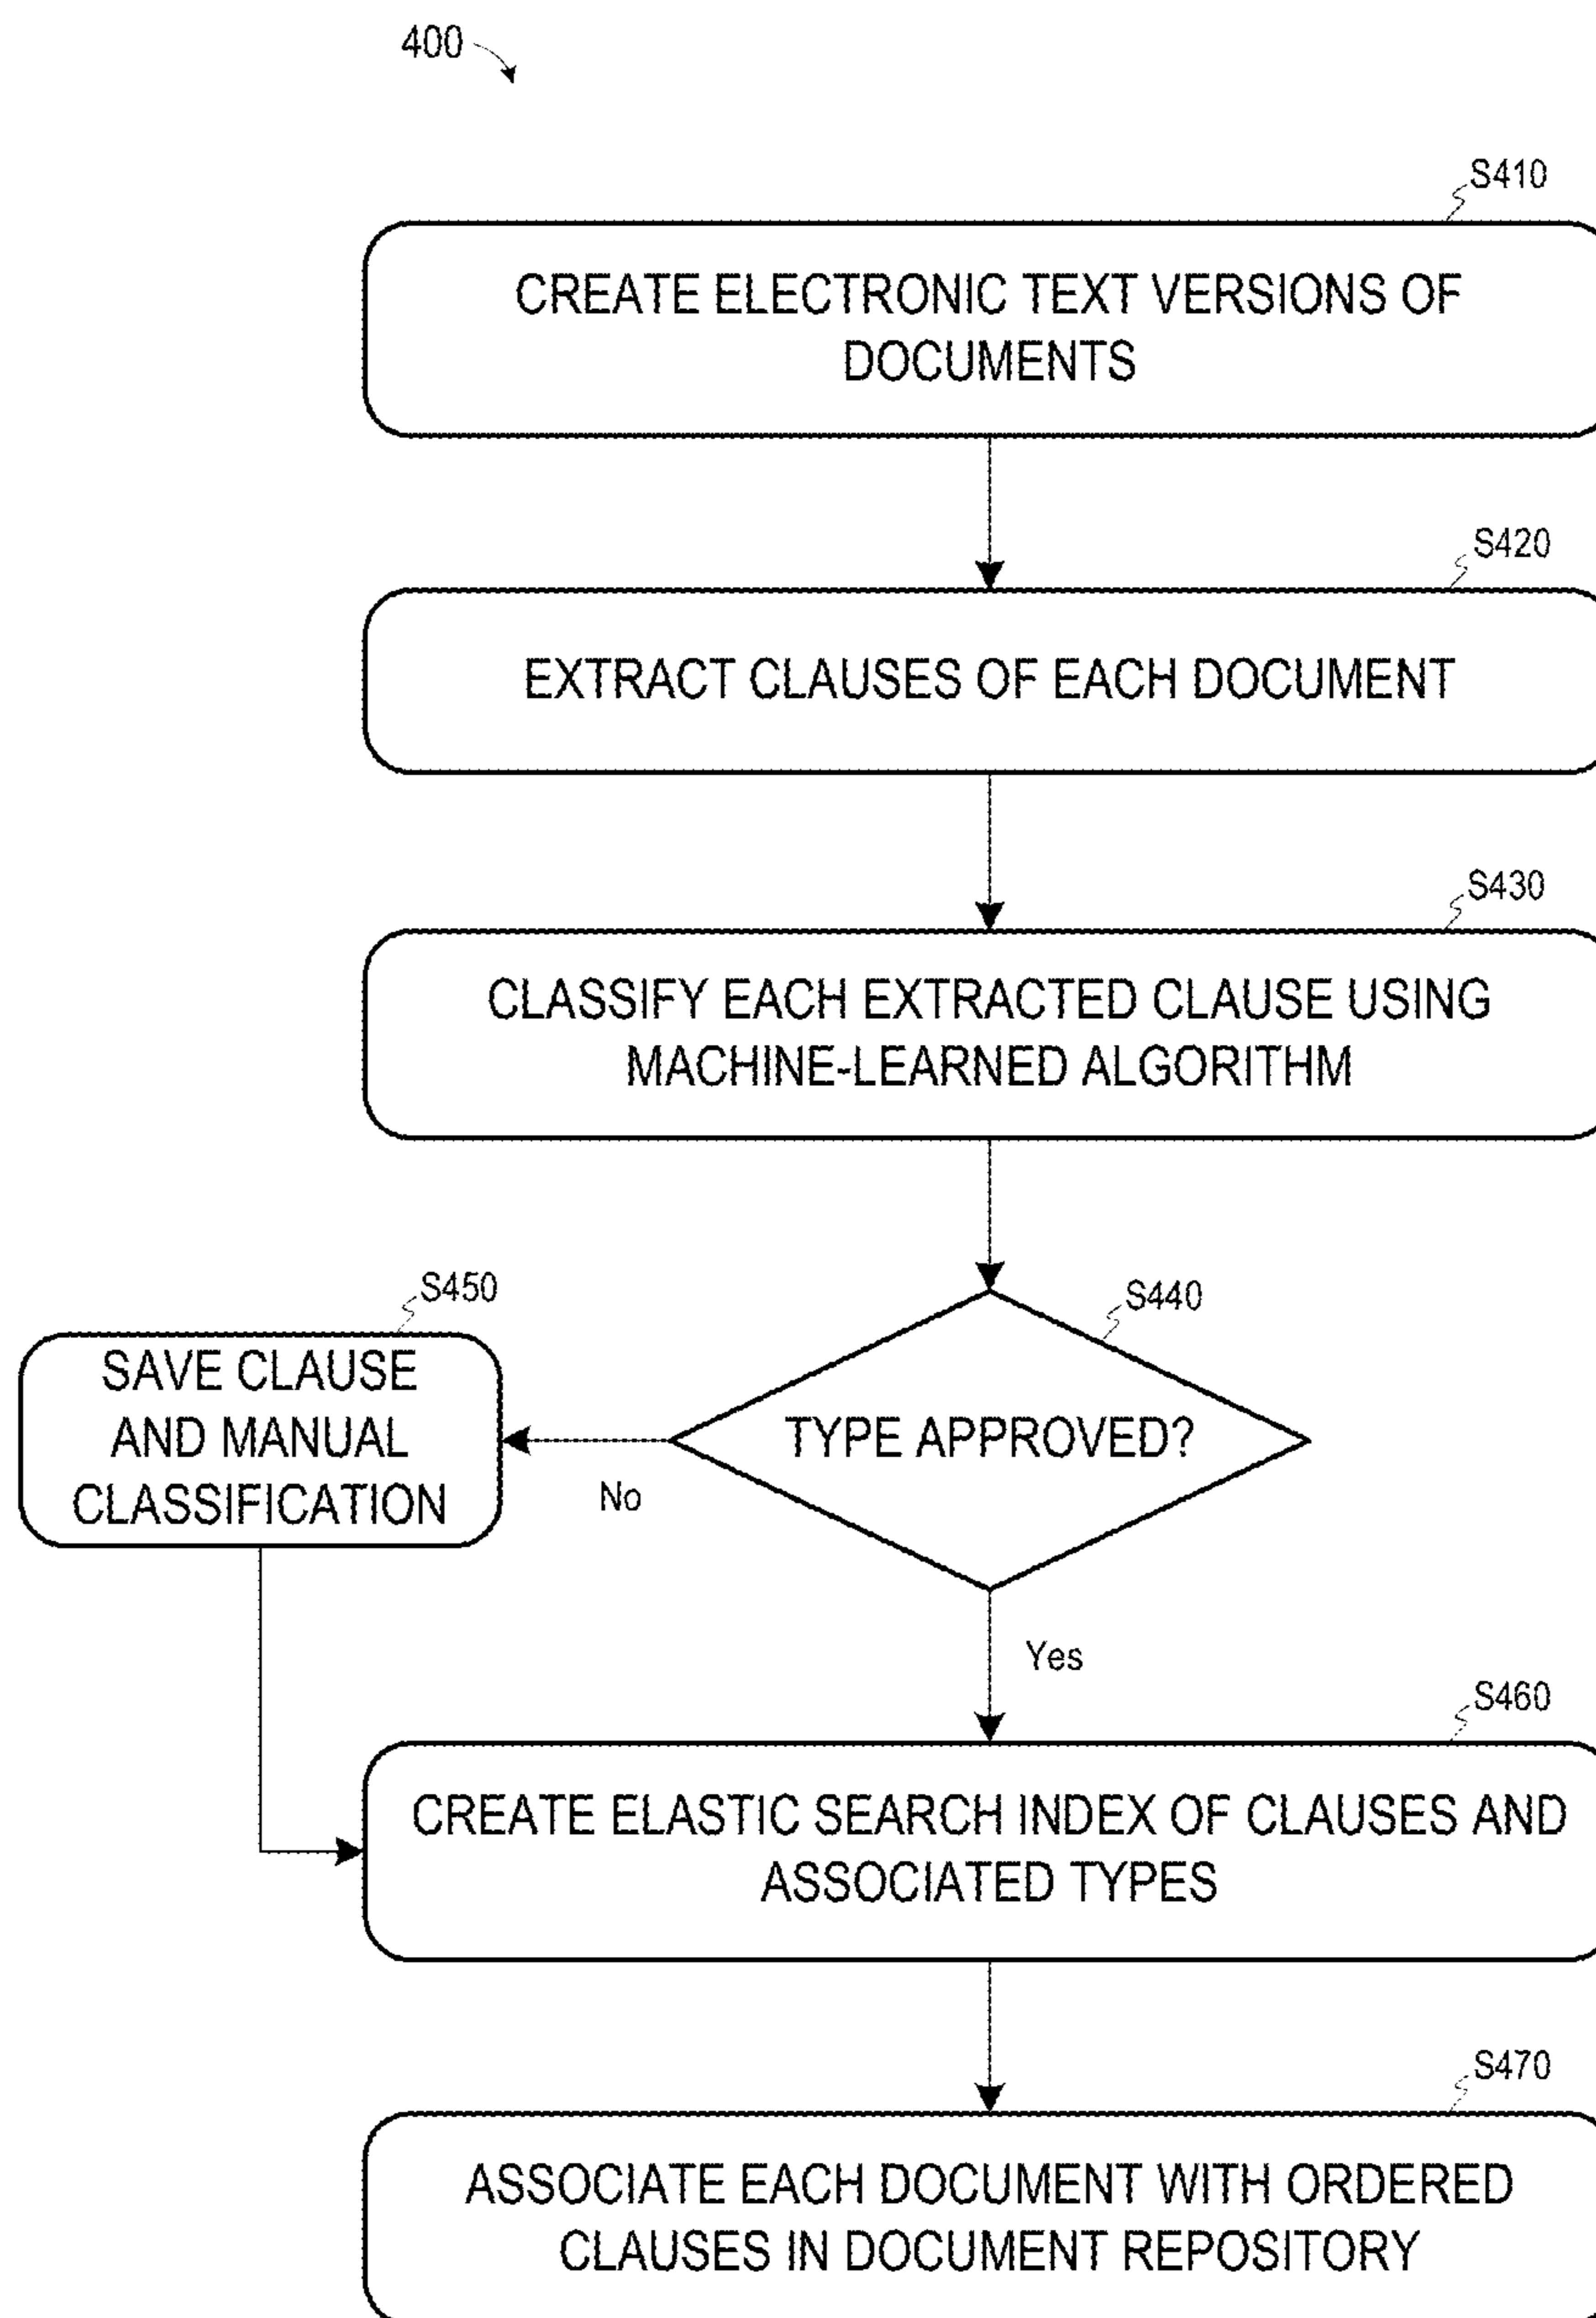 400
S410
CREATE ELECTRONIC TEXT VERSIONS OF
DOCUMENTS
S420
EXTRACT CLAUSES OF EACH DOCUMENT
S430
CLASSIFY EACH EXTRACTED CLAUSE USING
MACHINE-LEARNED ALGORITHM
S440
TYPE APPROVED?
No
S450
SAVE CLAUSE
AND MANUAL
CLASSIFICATION
Yes
S460
CREATE ELASTIC SEARCH INDEX OF CLAUSES AND
ASSOCIATED TYPES
S470
ASSOCIATE EACH DOCUMENT WITH ORDERED
CLAUSES IN DOCUMENT REPOSITORY